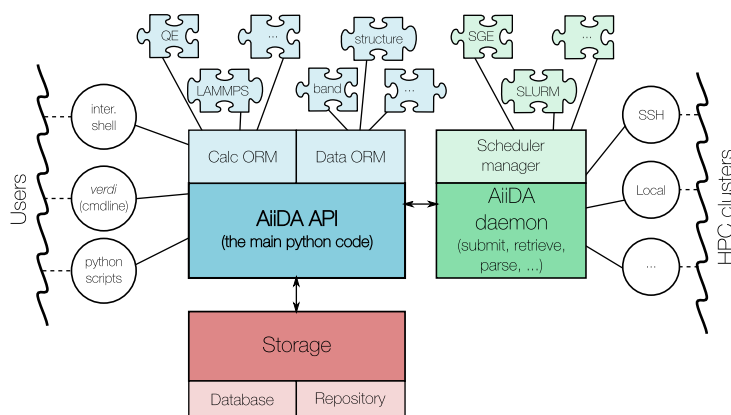 QE
...
structure
SGE
...
LAMMPS
band
...
SLURM
inter.
shell
Calc ORM
Data ORM
Scheduler
manager
SSH
Users
verdi
(cmdline)
AiiDA API
(the main python code)
AiiDA
daemon
(submit, retrieve,
parse, ...)
Local
HPC clusters
python
scripts
...
Storage
Database
Repository